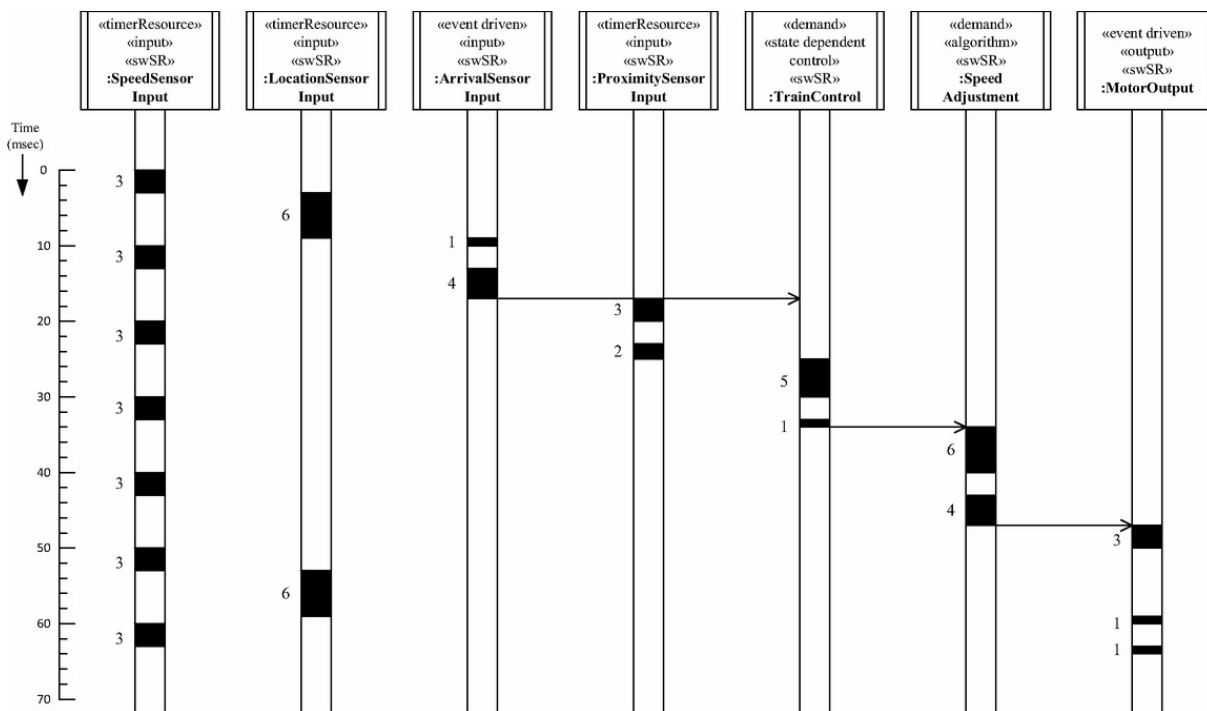 «timerResource»
«input»
«swSR»
:SpeedSensor
Input
«timerResource»
«input»
«swSR»
:LocationSensor
Input
«event driven»
«input»
«swSR»
:ArrivalSensor
Input
«timerResource»
«input»
«swSR»
:ProximitySensor
Input
«demand»
«state dependent
control»
«swSR»
:TrainControl
«demand»
«algorithm»
«swSR»
:Speed
Adjustment
«event driven»
«output»
«swSR»
:MotorOutput
Time
(msec)
0
3
6
10
1
3
4
20
3
3
2
30
3
5
1
40
3
6
4
50
3
3
6
60
3
1
1
70